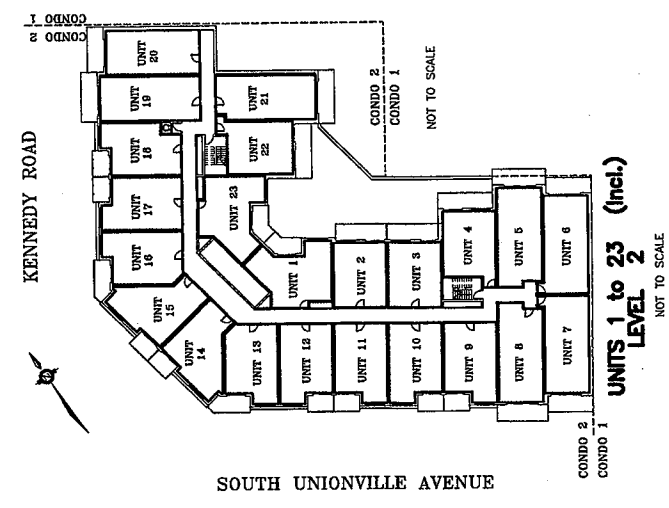 CONDO 1
CONDO 2
UNIT 20
UNIT 19
UNIT 21
UNIT 18
UNIT 22
UNIT 17
UNIT 23
UNIT 16
UNIT 15
UNIT 14
UNIT 1
UNIT 2
UNIT 3
UNIT 4
UNIT 5
UNIT 6
UNIT 13
UNIT 12
UNIT 11
UNIT 10
UNIT 9
UNIT 8
UNIT 7
CONDO 2
CONDO 1
NOT TO SCALE
KENNEDY ROAD
UNITS 1 to 23 (Incl.)
LEVEL 2
NOT TO SCALE
CONDO 2
CONDO 1
SOUTH UNIONVILLE AVENUE